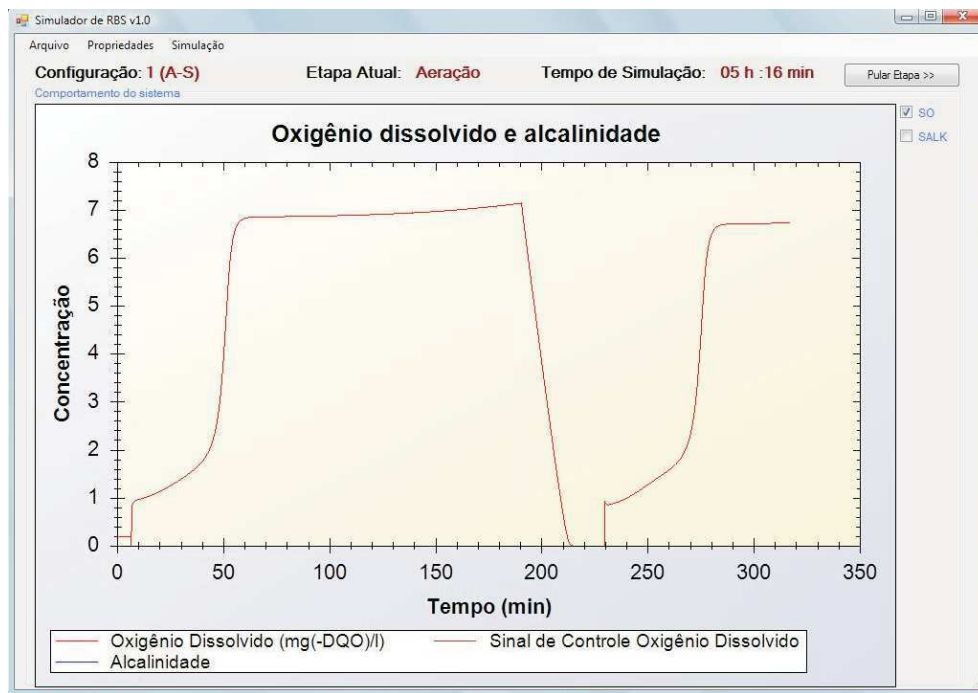 Simulador de RBS v1.0
Arquivo Propriedades Simulação
Configuração: 1 (A-S) Etapa Atual: Aeração Tempo de Simulação: 05 h :16 min Pular Etapa >>
Comportamento do sistema
SO
SALK
Oxigênio dissolvido e alcalinidade
8
7
6
5
4
3
2
1
0
Concentração
0 50 100 150 200 250 300 350
Tempo (min)
Oxigênio Dissolvido (mg(-DQO)/l) Sinal de Controle Oxigênio Dissolvido
Alcalinidade